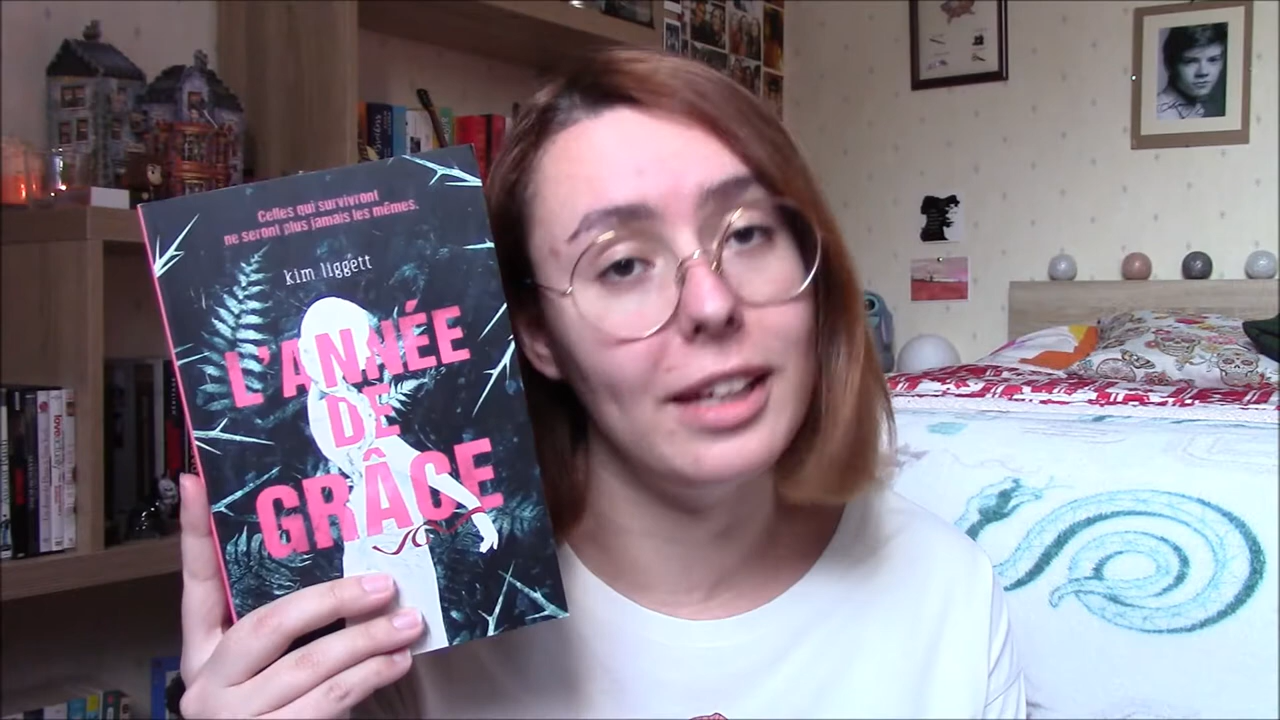 Celles qui survivront
ne seront plus jamais les mêmes.
kim liggett
L'ANNÉE
DE
GRÂCE